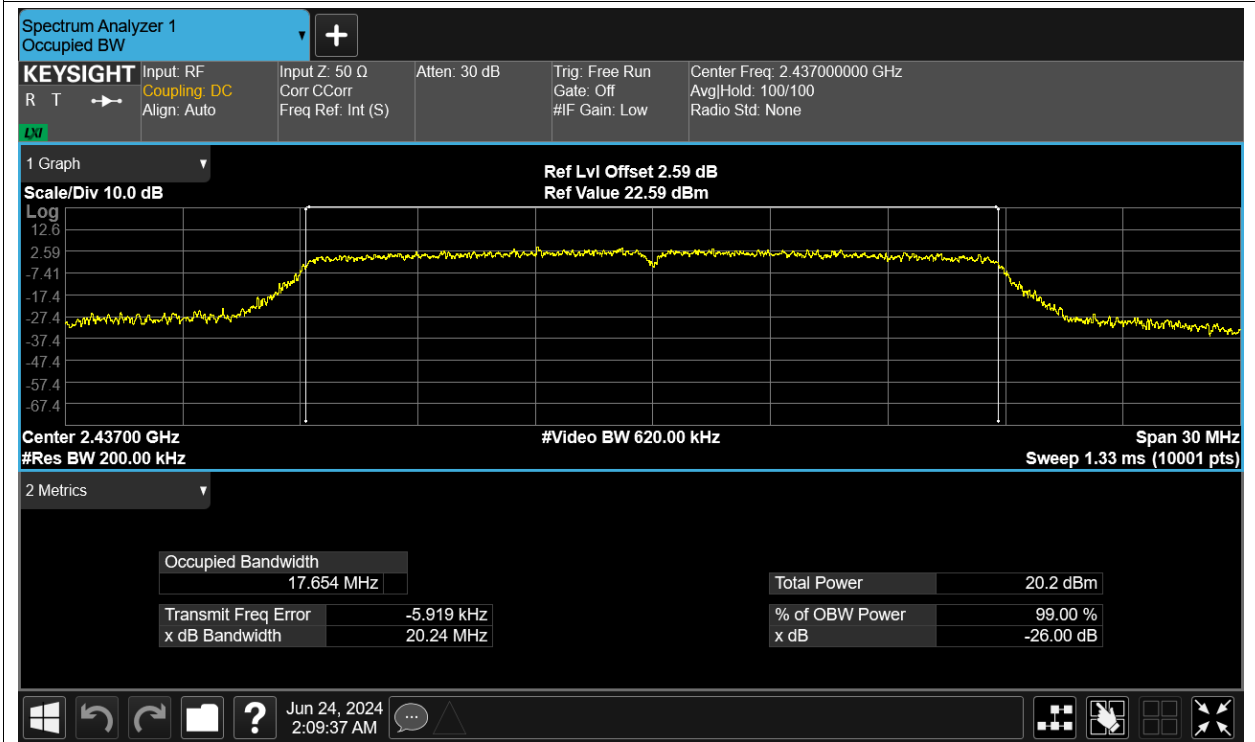 Spectrum Analyzer 1
Occupied BW
KEYSIGHT
R T
LXI
Input: RF
Coupling: DC
Align: Auto
Input Z: 50 Ω
Corr CCorr
Freq Ref: Int (S)
Atten: 30 dB
Trig: Free Run
Gate: Off
#IF Gain: Low
Center Freq: 2.437000000 GHz
Avg|Hold: 100/100
Radio Std: None
1 Graph
Scale/Div 10.0 dB
Ref Lvl Offset 2.59 dB
Ref Value 22.59 dBm
Log
12.6
2.59
-7.41
-17.4
-27.4
-37.4
-47.4
-57.4
-67.4
Center 2.43700 GHz
#Res BW 200.00 kHz
#Video BW 620.00 kHz
Span 30 MHz
Sweep 1.33 ms (10001 pts)
2 Metrics
Occupied Bandwidth
17.654 MHz
Transmit Freq Error -5.919 kHz
x dB Bandwidth 20.24 MHz
Total Power 20.2 dBm
% of OBW Power 99.00 %
x dB -26.00 dB
?
Jun 24, 2024
2:09:37 AM